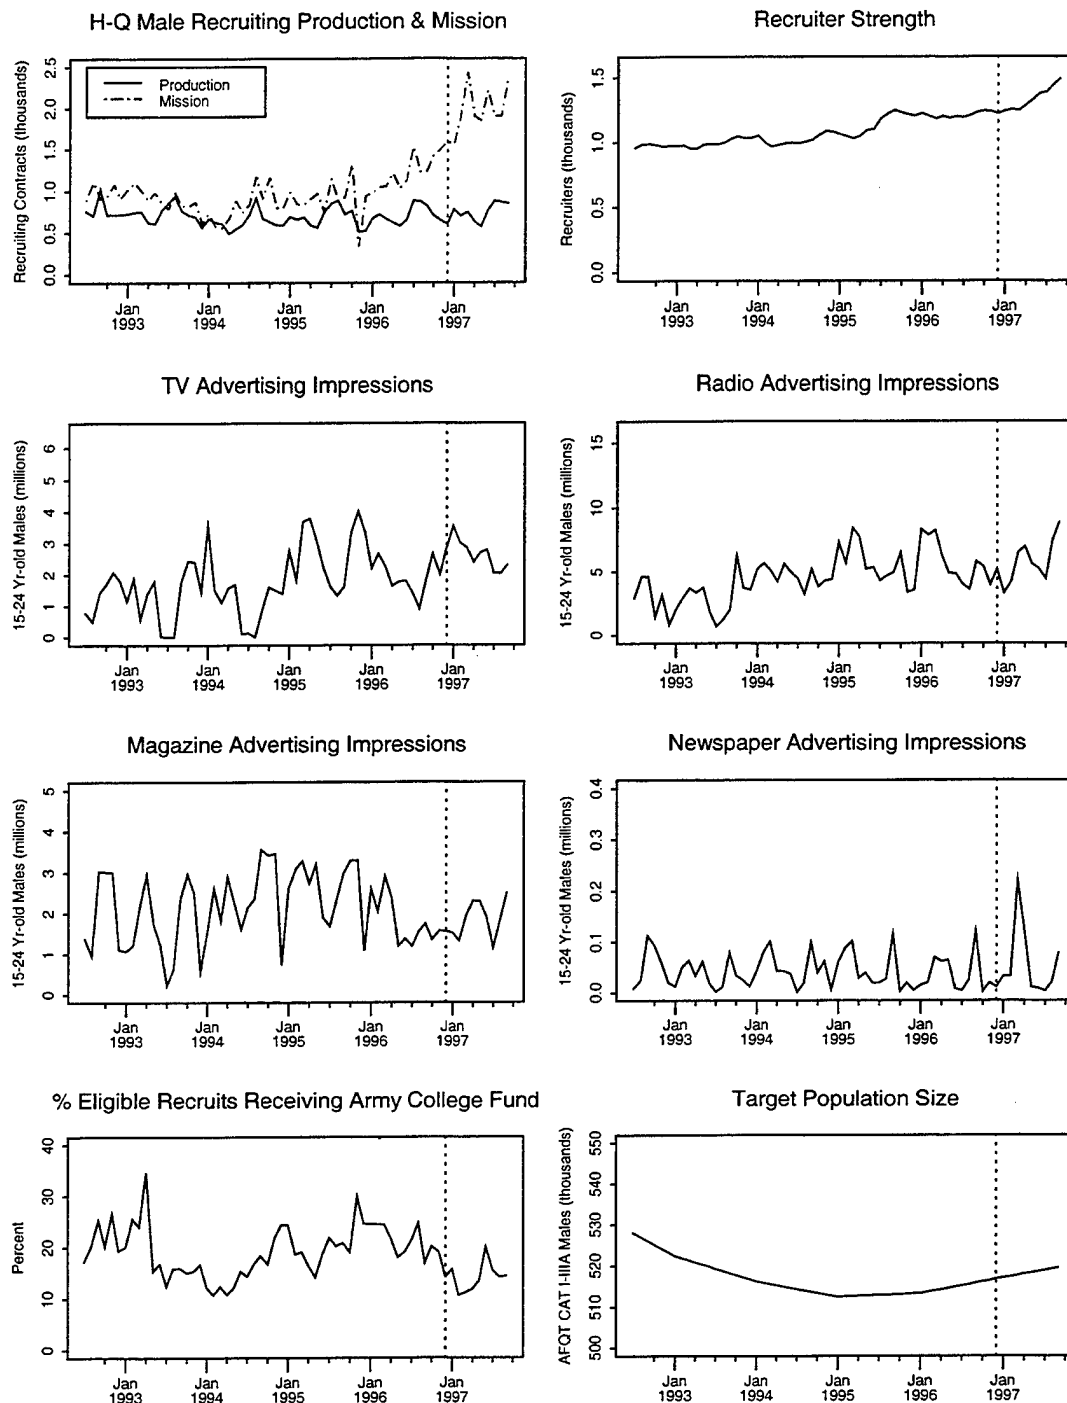 H-Q Male Recruiting Production & Mission
Recruiting Contracts (thousands)
2.5
2.0
1.5
1.0
0.5
0.0
Production
Mission
Jan Jan Jan Jan Jan
1993 1994 1995 1996 1997
Recruiter Strength
Recruiters (thousands)
1.5
1.0
0.5
0.0
Jan Jan Jan Jan Jan
1993 1994 1995 1996 1997
TV Advertising Impressions
15-24 Yr-old Males (millions)
6
5
4
3
2
1
0
Jan Jan Jan Jan Jan
1993 1994 1995 1996 1997
Radio Advertising Impressions
15-24 Yr-old Males (millions)
15
10
5
0
Jan Jan Jan Jan Jan
1993 1994 1995 1996 1997
Magazine Advertising Impressions
15-24 Yr-old Males (millions)
5
4
3
2
1
0
Jan Jan Jan Jan Jan
1993 1994 1995 1996 1997
Newspaper Advertising Impressions
15-24 Yr-old Males (millions)
0.4
0.3
0.2
0.1
0.0
Jan Jan Jan Jan Jan
1993 1994 1995 1996 1997
% Eligible Recruits Receiving Army College Fund
Percent
40
30
20
10
0
Jan Jan Jan Jan Jan
1993 1994 1995 1996 1997
Target Population Size
AFQT CAT I-IIIA Males (thousands)
550
540
530
520
510
500
Jan Jan Jan Jan Jan
1993 1994 1995 1996 1997